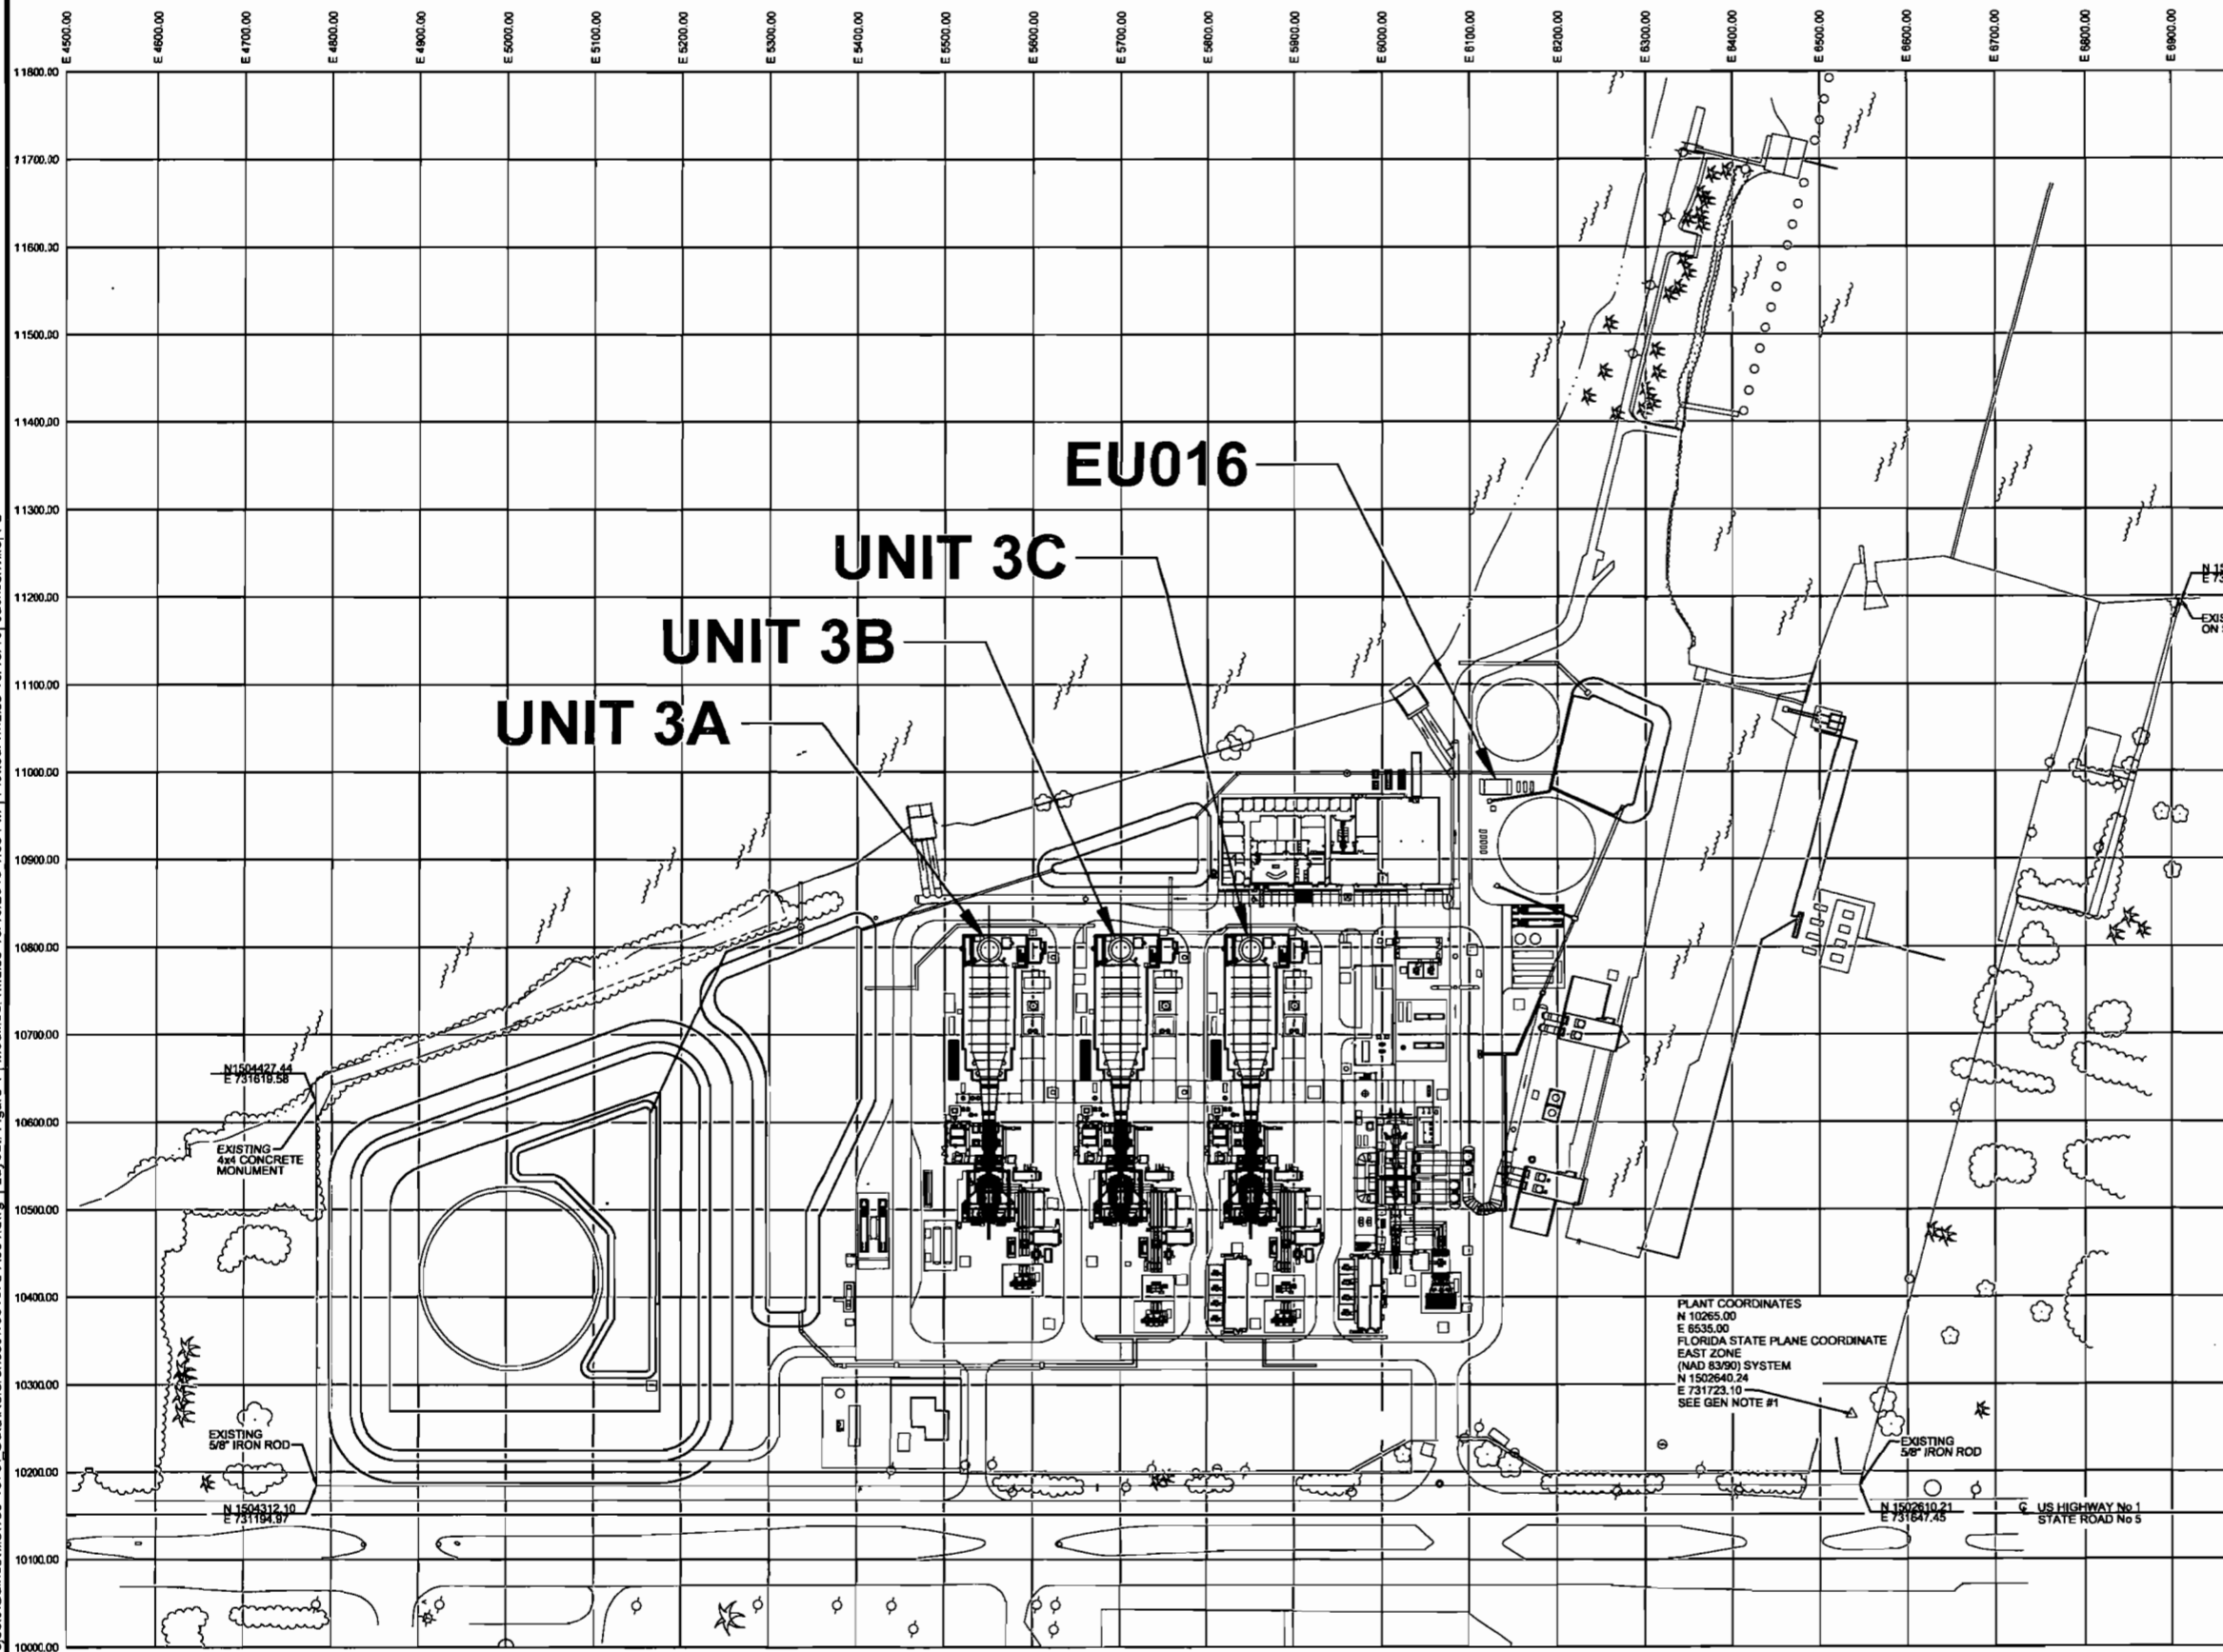 E 4500.00
E 4600.00
E 4700.00
E 4800.00
E 4900.00
E 5000.00
E 5100.00
E 5200.00
E 5300.00
E 5400.00
E 5500.00
E 5600.00
E 5700.00
E 5800.00
E 5900.00
E 6000.00
E 6100.00
E 6200.00
E 6300.00
E 6400.00
E 6500.00
E 6600.00
E 6700.00
E 6800.00
E 6900.00
11800.00
11700.00
11600.00
11500.00
11400.00
EU016
11300.00
UNIT 3C
11200.00
ON
UNIT 3B
11100.00
UNIT 3A
11000.00
10900.00
10800.00
10700.00
N1504427.44
E 731619.58
10600.00
EXISTING
4x4 CONCRETE
MONUMENT
10500.00
10400.00
PLANT COORDINATES
N 10265.00
E 6535.00
FLORIDA STATE PLANE COORDINATE
EAST ZONE
(NAD 83/90) SYSTEM
N 1502640.24
E 731723.10
SEE GEN NOTE #1
10300.00
EXISTING
5/8" IRON ROD
EXISTING
5/8" IRON ROD
10200.00
N 1504312.10
E 731194.97
N 1502610.21
E 731647.45
US HIGHWAY No 1
STATE ROAD No 5
10100.00
10000.00